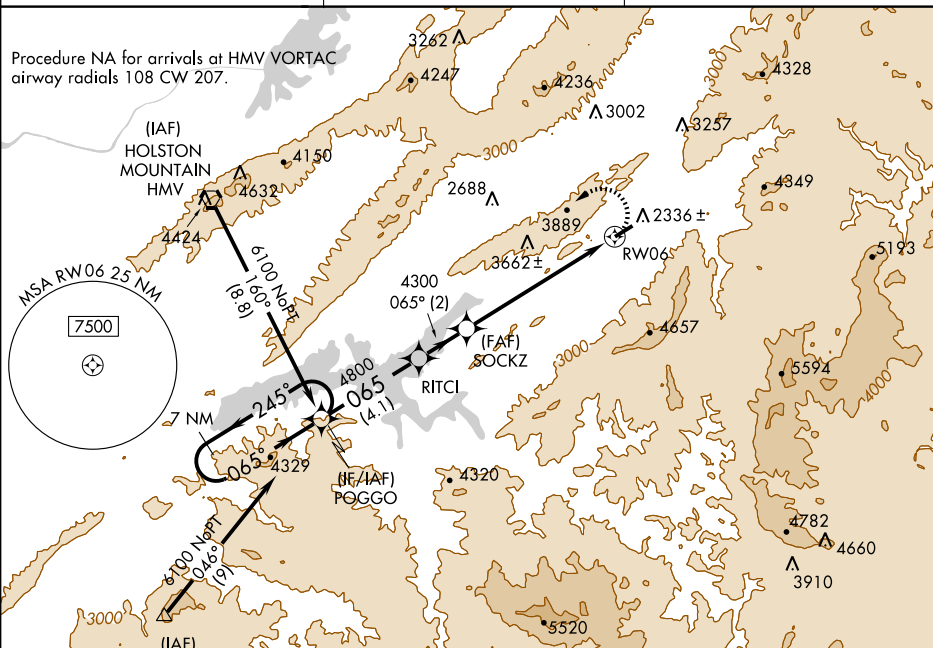 Procedure NA for arrivals at HMV VORTAC
airway radials 108 CW 207.
3262
4247
4236
3000
4328
3002
3257
(IAF)
HOLSTON
MOUNTAIN
HMV
4150
4632
3000
2688
4349
4424
3889
2336 ±
3662 ±
RW06
5193
6100 NoPT
160°
(8.8)
MSA RW06 25 NM
7500
4300
065° (2)
(FAF)
SOCKZ
4657
3000
RITCI
5594
4000
4800
065
(4.1)
245°
7 NM
065°
4329
(IF/IAF)
POGGO
4320
6100 NoPT
046°
(9)
4782
4660
3910
3000
5520
(IAF)